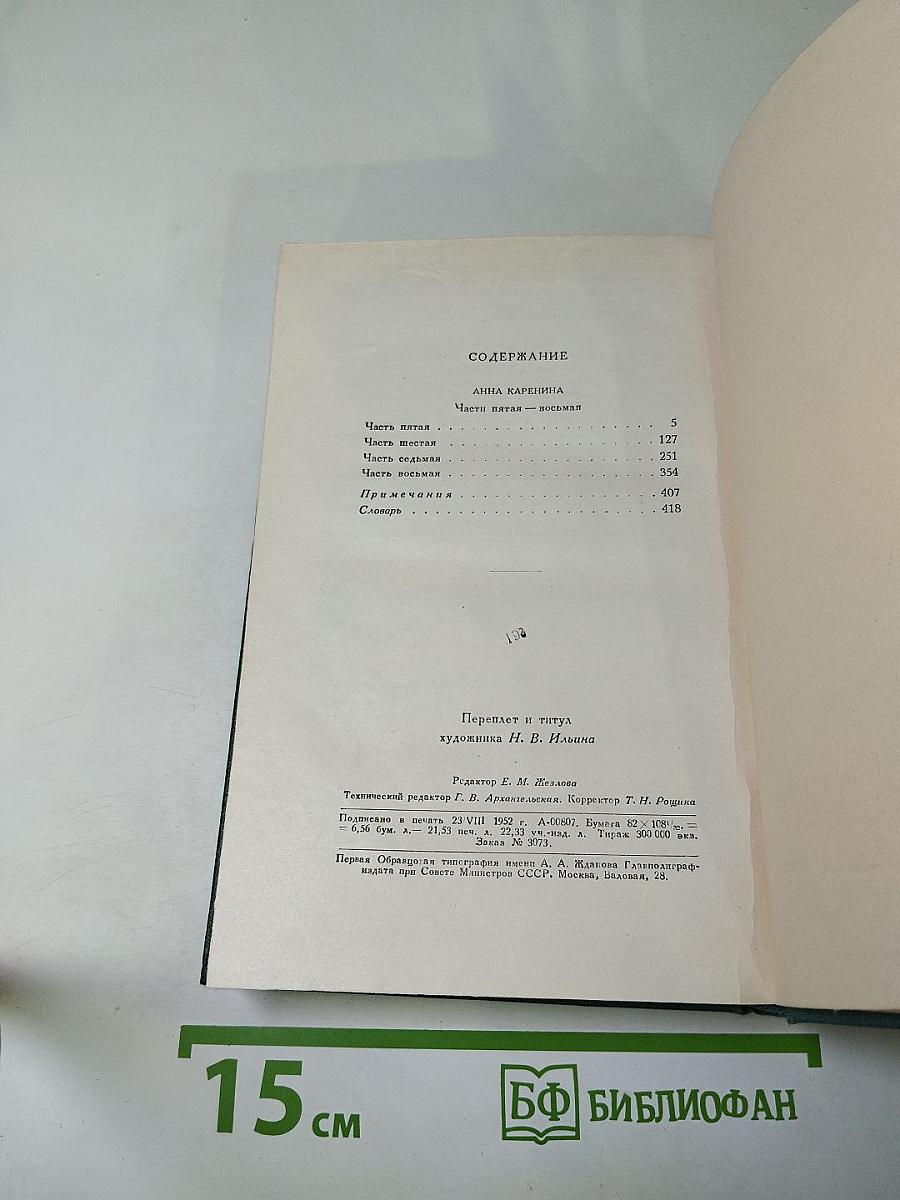 СОДЕРЖАНИЕ
АННА КАРЕНИНА
Части пятая — восьмая
Часть пятая . . . . . . . . . . . . . . . . . . . 5
Часть шестая . . . . . . . . . . . . . . . . . . 127
Часть седьмая . . . . . . . . . . . . . . . . . . 251
Часть восьмая . . . . . . . . . . . . . . . . . . 354
Примечания . . . . . . . . . . . . . . . . . . 407
Словарь . . . . . . . . . . . . . . . . . . . . . 418
Переплет и титул
художника Н. В. Ильина
Редактор Е. М. Жезлова
Технический редактор Г. В. Архангельская. Корректор Т. Н. Рощина
Подписано в печать 23/VIII 1952 г. А-00807. Бумага 82×108 =
= 6,56 бум. л.— 21,53 печ. л. 22,33 уч.-изд. л. Тираж 300 000 экз.
Заказ № 3073.
Первая Образцовая типография имени А. А. Жданова Главполиграф-
издата при Совете Министров СССР. Москва, Валовая, 28.
15 см
БФ БИБЛИОФАН